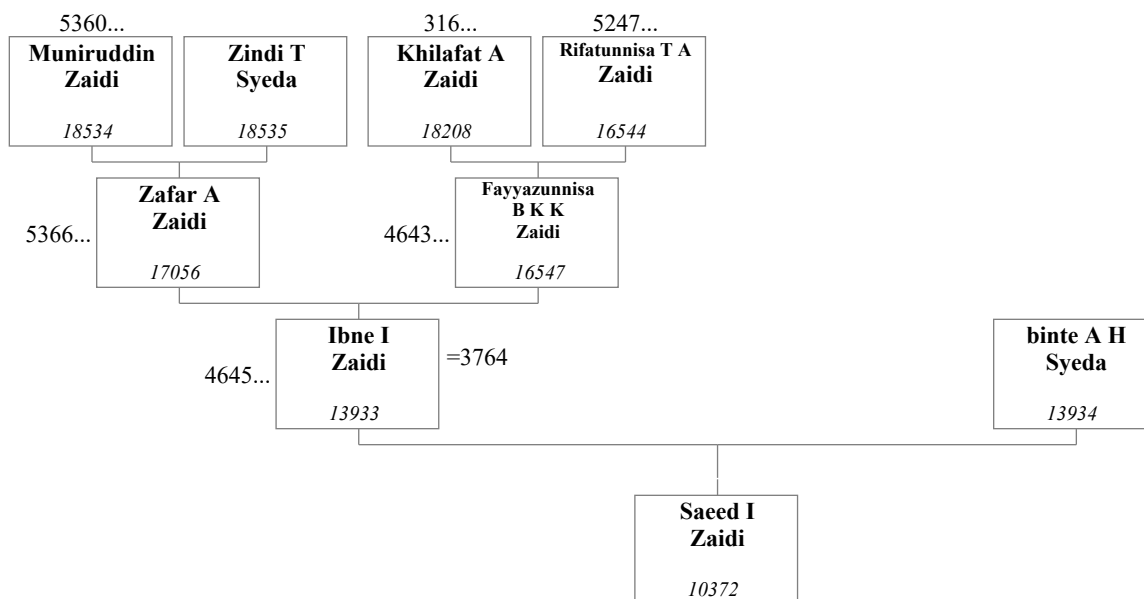 5360...
316...
5247...
Muniruddin
Zaidi
18534
Zindi T
Syeda
18535
Khilafat A
Zaidi
18208
Rifatunnisa T A
Zaidi
16544
5366...
Zafar A
Zaidi
17056
4643...
Fayyazunnisa
B K K
Zaidi
16547
4645...
Ibne I
Zaidi
13933
=3764
binte A H
Syeda
13934
Saeed I
Zaidi
10372